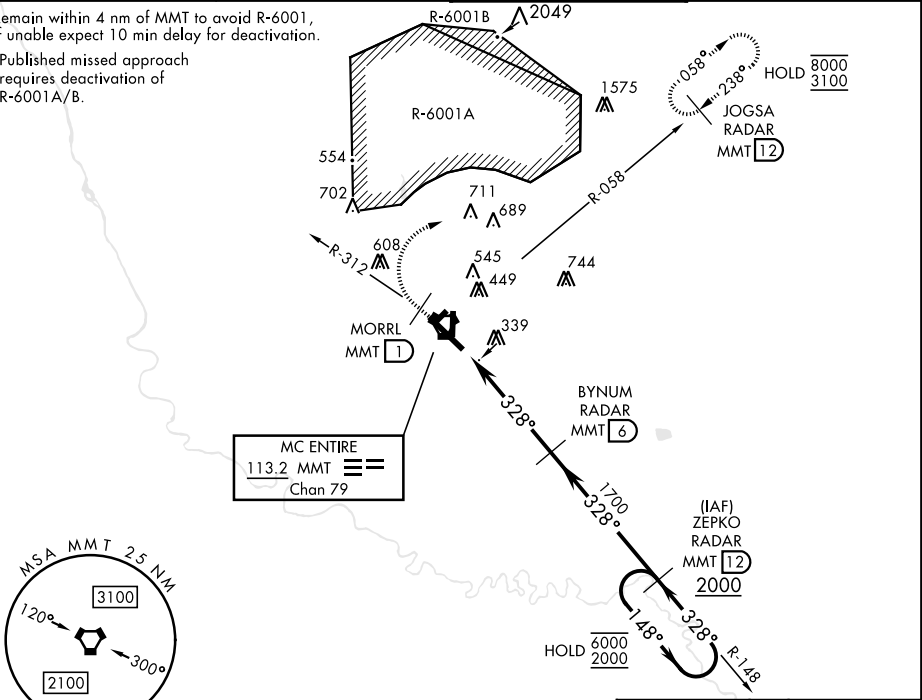 emain within 4 nm of MMT to avoid R-6001,
unable expect 10 min delay for deactivation.
Published missed approach
requires deactivation of
R-6001A/B.
R-6001B
2049
058°
238°
HOLD 8000
3100
1575
JOGSA
RADAR
MMT 12
R-6001A
554
702
711
689
R-058
R-312
608
545
449
744
MORRL
MMT 1
339
328°
BYNUM
RADAR
MMT 6
MC ENTIRE
113.2 MMT
Chan 79
1700
328°
(IAF)
ZEPKO
RADAR
MMT 12
2000
MSA MMT 25 NM
3100
120°
300°
2100
148°
328°
HOLD 6000
2000
R-148